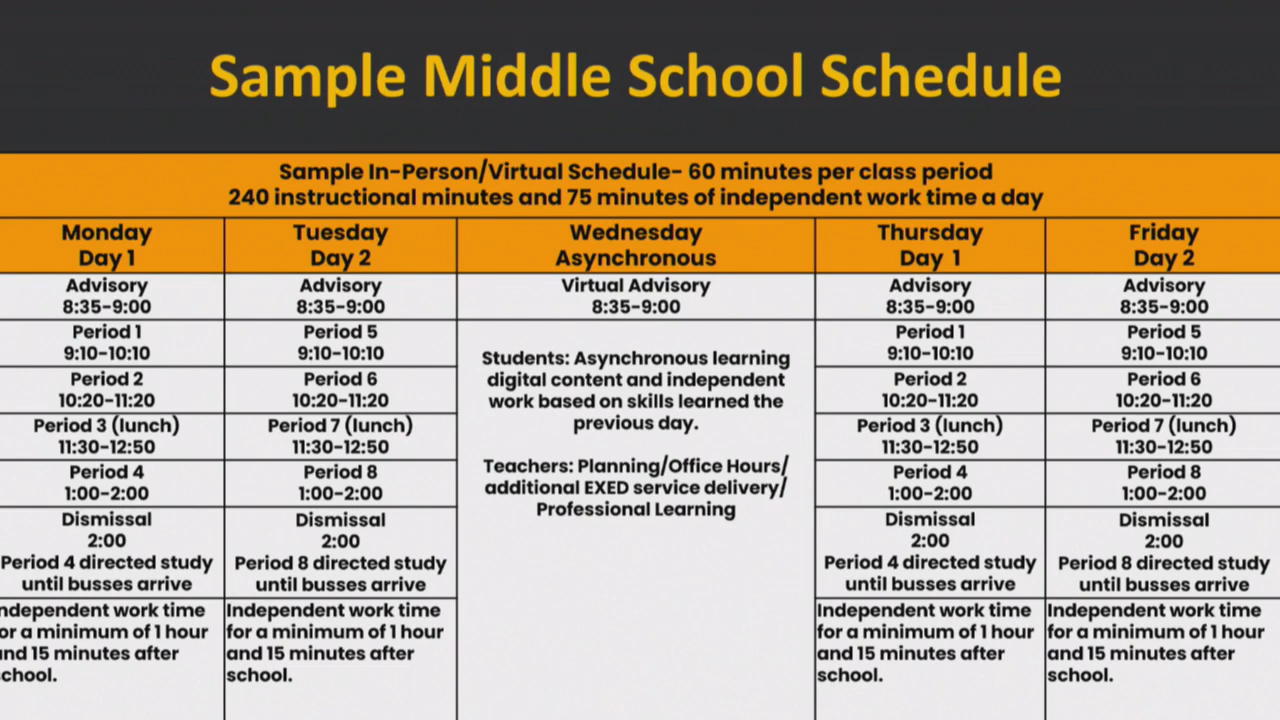 Sample Middle School Schedule
Sample In-Person/Virtual Schedule- 60 minutes per class period
240 instructional minutes and 75 minutes of independent work time a day
Monday
Day 1
Tuesday
Day 2
Wednesday
Asynchronous
Thursday
Day 1
Friday
Day 2
Advisory
8:35-9:00
Advisory
8:35-9:00
Virtual Advisory
8:35-9:00
Advisory
8:35-9:00
Advisory
8:35-9:00
Period 1
9:10-10:10
Period 5
9:10-10:10
Students: Asynchronous learning
digital content and independent
work based on skills learned the
previous day.
Teachers: Planning/Office Hours/
additional EXED service delivery/
Professional Learning
Period 1
9:10-10:10
Period 5
9:10-10:10
Period 2
10:20-11:20
Period 6
10:20-11:20
Period 2
10:20-11:20
Period 6
10:20-11:20
Period 3 (lunch)
11:30-12:50
Period 7 (lunch)
11:30-12:50
Period 3 (lunch)
11:30-12:50
Period 7 (lunch)
11:30-12:50
Period 4
1:00-2:00
Period 8
1:00-2:00
Period 4
1:00-2:00
Period 8
1:00-2:00
Dismissal
2:00
Period 4 directed study
until busses arrive
Dismissal
2:00
Period 8 directed study
until busses arrive
Dismissal
2:00
Period 4 directed study
until busses arrive
Dismissal
2:00
Period 8 directed study
until busses arrive
ndependent work time
or a minimum of 1 hour
nd 15 minutes after
chool.
Independent work time
for a minimum of 1 hour
and 15 minutes after
school.
Independent work time
for a minimum of 1 hour
and 15 minutes after
school.
Independent work time
for a minimum of 1 hour
and 15 minutes after
school.